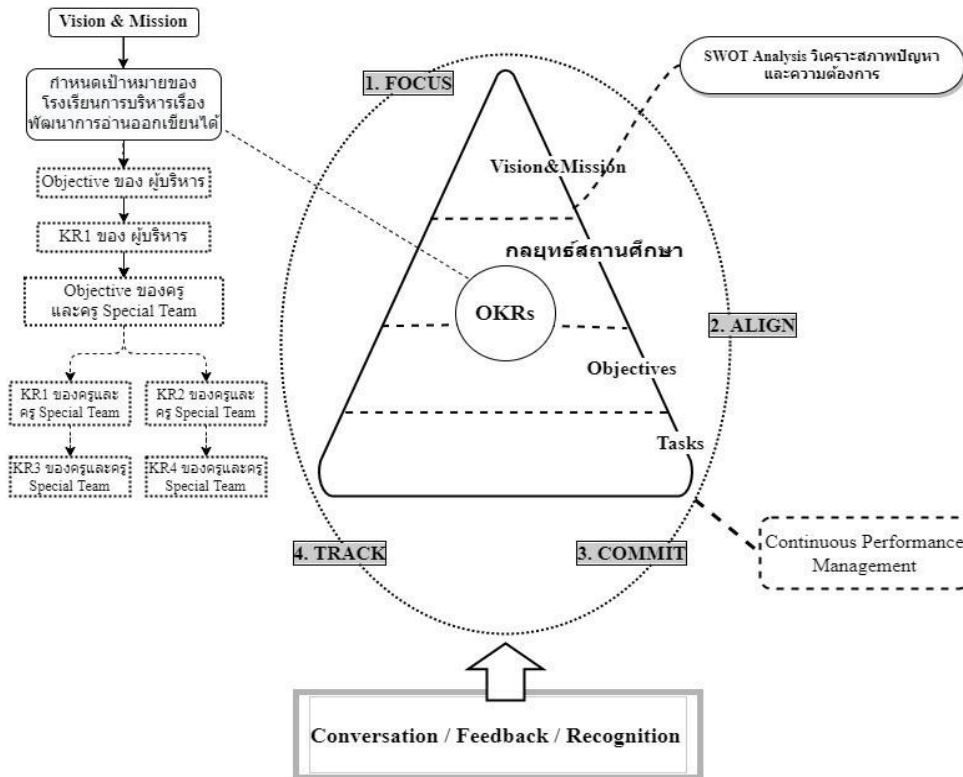 Vision & Mission
กำหนดเป้าหมายของ
โรงเรียนการบริหารเรื่อง
พัฒนาการอ่านออกเขียนได้
Objective ของ ผู้บริหาร
KR1 ของ ผู้บริหาร
Objective ของครู
และครู Special Team
KR1 ของครูและ
ครู Special Team
KR2 ของครูและ
ครู Special Team
KR3 ของครูและครู
Special Team
KR4 ของครูและครู
Special Team
1. FOCUS
SWOT Analysis วิเคราะสภาพปัญหา
และความต้องการ
Vision&Mission
กลยุทธ์สถานศึกษา
OKRs
2. ALIGN
Objectives
Tasks
4. TRACK
3. COMMIT
Continuous Performance
Management
Conversation / Feedback / Recognition